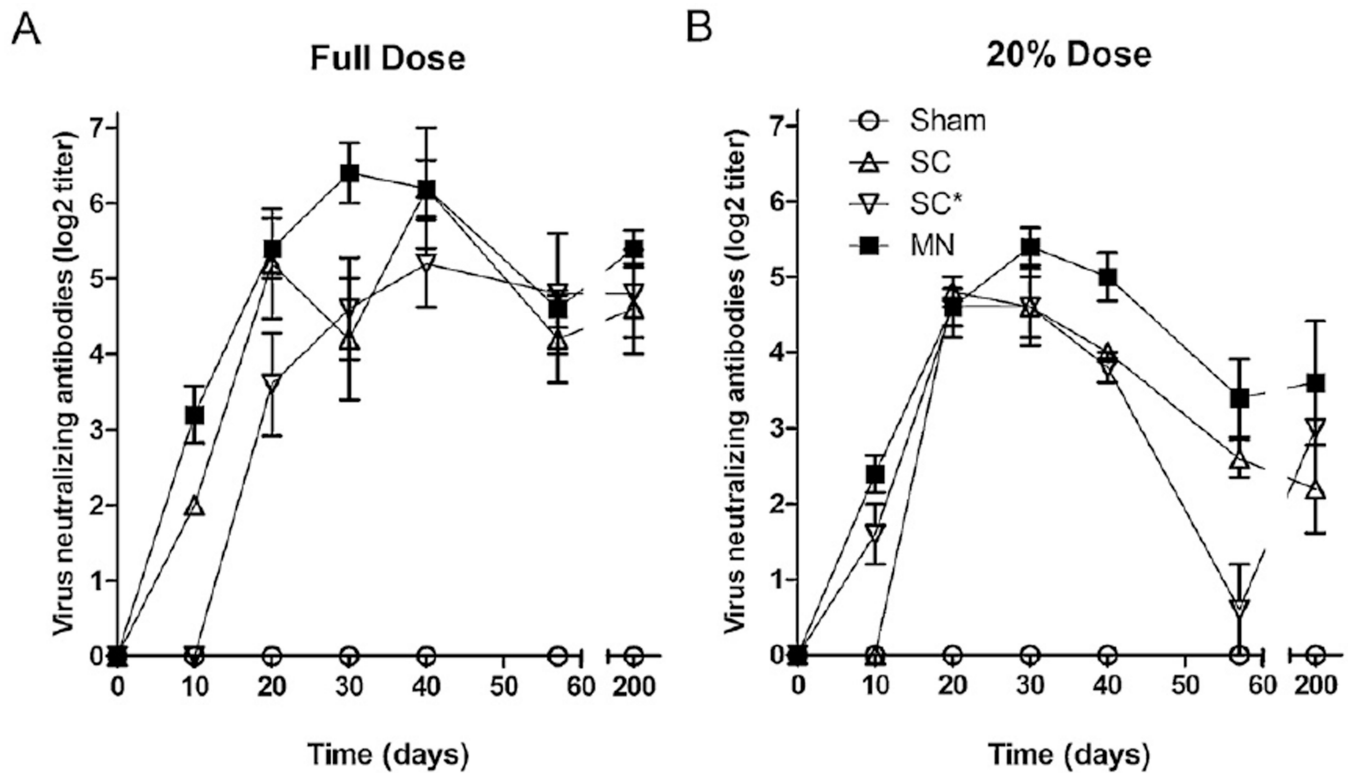 A
Full Dose
Virus neutralizing antibodies (log2 titer)
7
6
5
4
3
2
1
0
0 10 20 30 40 50 60 200
Time (days)
B
20% Dose
Sham
SC
SC*
MN
Virus neutralizing antibodies (log2 titer)
7
6
5
4
3
2
1
0
0 10 20 30 40 50 60 200
Time (days)